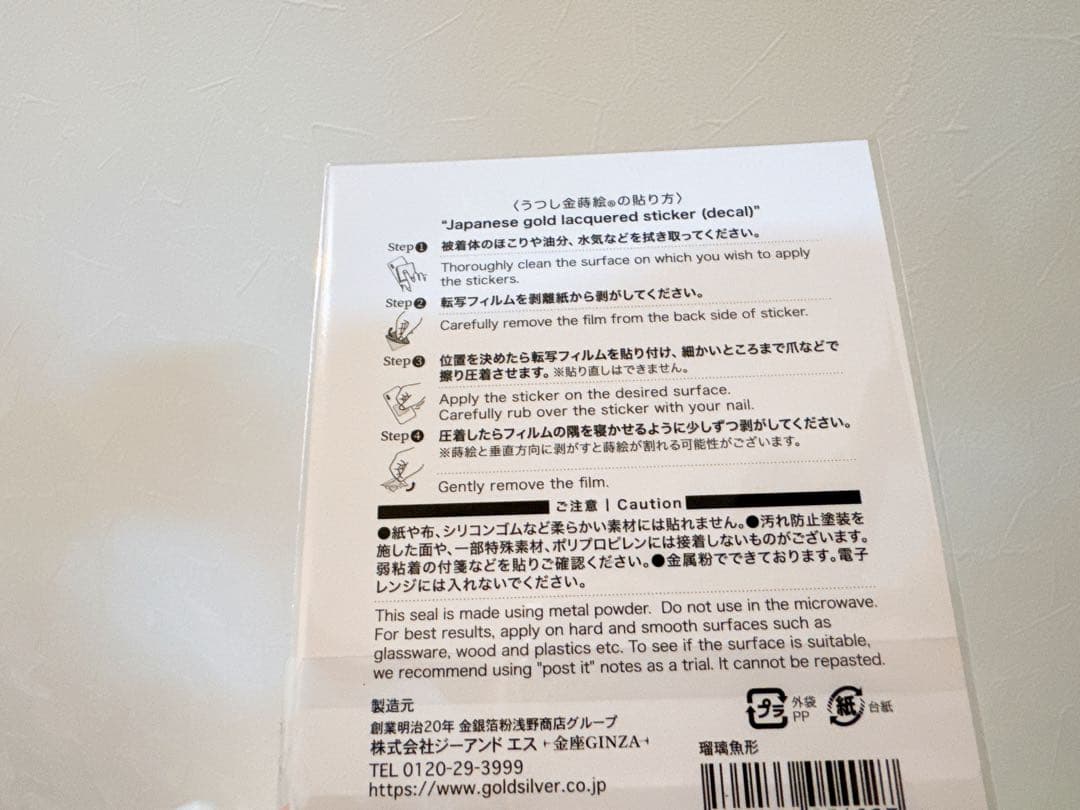 〈うつし金蒔絵®の貼り方〉
"Japanese gold lacquered sticker (decal)"
Step❶ 被着体のほこりや油分、水気などを拭き取ってください。
Thoroughly clean the surface on which you wish to apply
the stickers.
Step❷ 転写フィルムを剥離紙から剥がしてください。
Carefully remove the film from the back side of sticker.
Step❸ 位置を決めたら転写フィルムを貼り付け、細かいところまで爪などで
擦り圧着させます。※貼り直しはできません。
Apply the sticker on the desired surface.
Carefully rub over the sticker with your nail.
Step❹ 圧着したらフィルムの隅を寝かせるように少しずつ剥がしてください。
※蒔絵と垂直方向に剥がすと蒔絵が割れる可能性がございます。
Gently remove the film.
ご注意 | Caution
●紙や布、シリコンゴムなど柔らかい素材には貼れません。●汚れ防止塗装を
施した面や、一部特殊素材、ポリプロピレンには接着しないものがございます。
弱粘着の付箋などを貼りご確認ください。●金属粉でできております。電子
レンジには入れないでください。
This seal is made using metal powder. Do not use in the microwave.
For best results, apply on hard and smooth surfaces such as
glassware, wood and plastics etc. To see if the surface is suitable,
we recommend using "post it" notes as a trial. It cannot be repasted.
製造元
創業明治20年 金銀箔粉浅野商店グループ
株式会社ジーアンド エス 金座GINZA
TEL 0120-29-3999
https://www.goldsilver.co.jp
プラ 外袋
PP
紙 台紙
瑠璃魚形